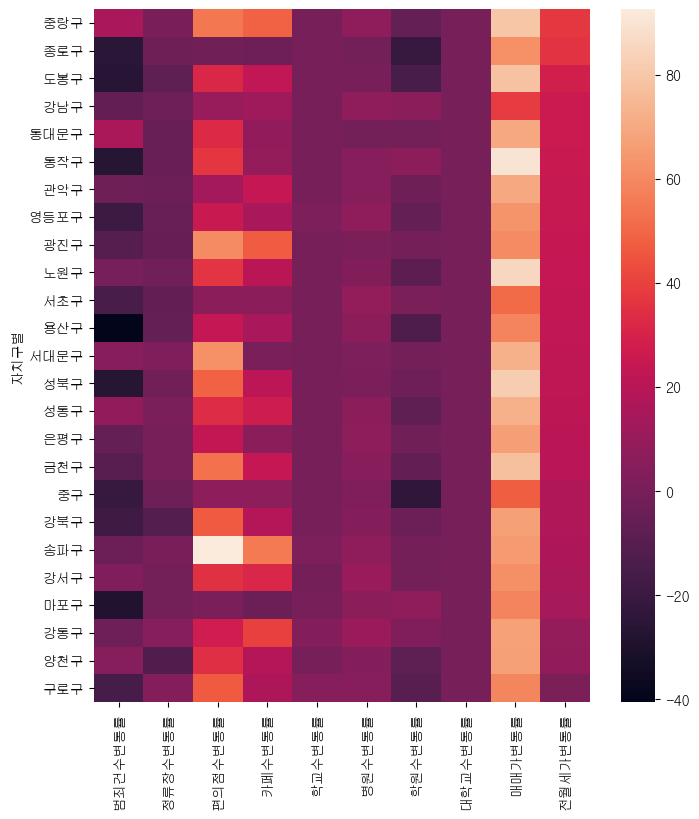 자치구별
중랑구
종로구
도봉구
강남구
동대문구
동작구
관악구
영등포구
광진구
노원구
서초구
용산구
서대문구
성북구
성동구
은평구
금천구
중구
강북구
송파구
강서구
마포구
강동구
양천구
구로구
범죄건수변동률
정류장수변동률
편의점수변동률
카페수변동률
학교수변동률
병원수변동률
학원수변동률
대학교수변동률
매매가변동률
전월세가변동률
80
60
40
20
0
−20
−40